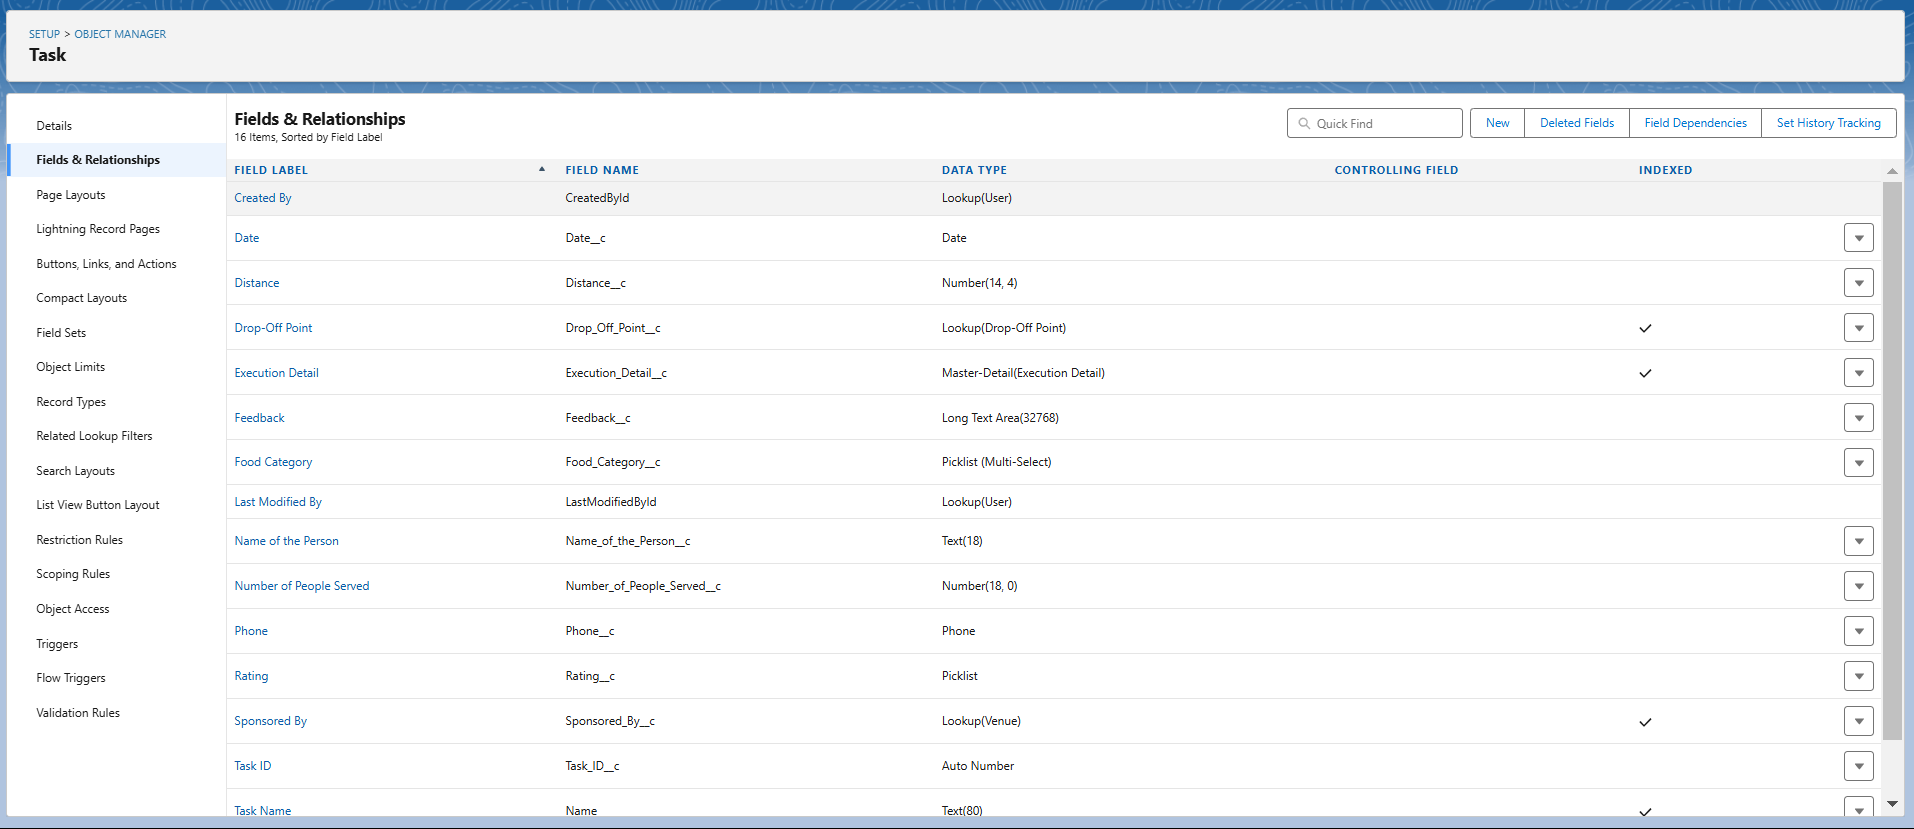 SETUP > OBJECT MANAGER
Task
Details
Fields & Relationships
Page Layouts
Lightning Record Pages
Buttons, Links, and Actions
Compact Layouts
Field Sets
Object Limits
Record Types
Related Lookup Filters
Search Layouts
List View Button Layout
Restriction Rules
Scoping Rules
Object Access
Triggers
Flow Triggers
Validation Rules
Fields & Relationships
16 Items, Sorted by Field Label
Quick Find
New Deleted Fields Field Dependencies Set History Tracking
FIELD LABEL FIELD NAME DATA TYPE CONTROLLING FIELD INDEXED
Created By CreatedById Lookup(User)
Date Date__c Date
Distance Distance__c Number(14, 4)
Drop-Off Point Drop_Off_Point__c Lookup(Drop-Off Point)
Execution Detail Execution_Detail__c Master-Detail(Execution Detail)
Feedback Feedback__c Long Text Area(32768)
Food Category Food_Category__c Picklist (Multi-Select)
Last Modified By LastModifiedById Lookup(User)
Name of the Person Name_of_the_Person__c Text(18)
Number of People Served Number_of_People_Served__c Number(18, 0)
Phone Phone__c Phone
Rating Rating__c Picklist
Sponsored By Sponsored_By__c Lookup(Venue)
Task ID Task_ID__c Auto Number
Task Name Name Text(80)